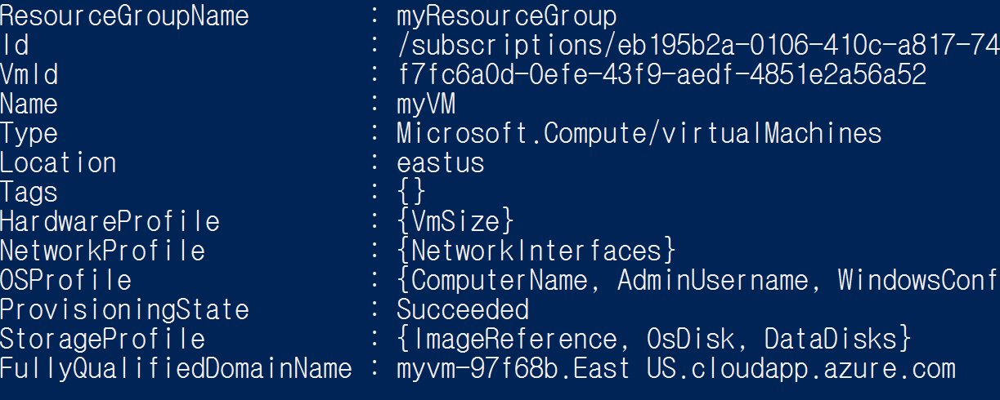 ResourceGroupName : myResourceGroup
Id : /subscriptions/eb195b2a-0106-410c-a817-74
VmId : f7fc6a0d-0efe-43f9-aedf-4851e2a56a52
Name : myVM
Type : Microsoft.Compute/virtualMachines
Location : eastus
Tags : {}
HardwareProfile : {VmSize}
NetworkProfile : {NetworkInterfaces}
OSProfile : {ComputerName, AdminUsername, WindowsConf
ProvisioningState : Succeeded
StorageProfile : {ImageReference, OsDisk, DataDisks}
FullyQualifiedDomainName : myvm-97f68b.East US.cloudapp.azure.com